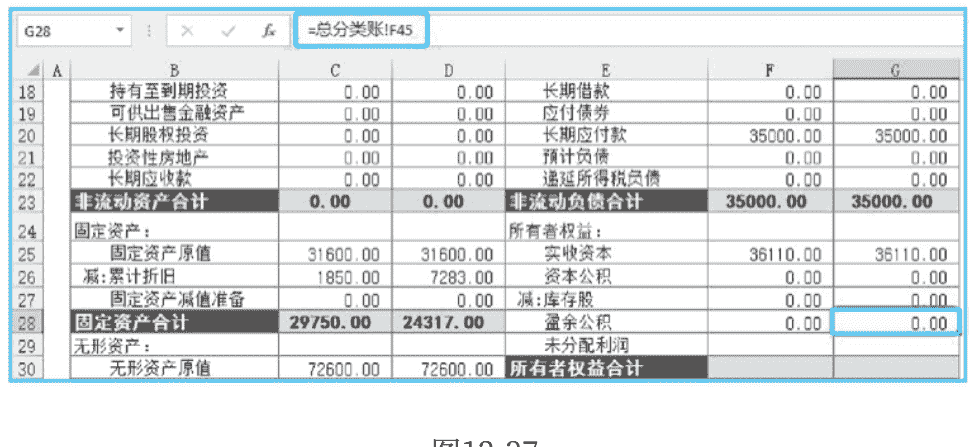 G28 fx =总分类账!F45
A B C D E F G
18 持有至到期投资 0.00 0.00 长期借款 0.00 0.00
19 可供出售金融资产 0.00 0.00 应付债券 0.00 0.00
20 长期股权投资 0.00 0.00 长期应付款 35000.00 35000.00
21 投资性房地产 0.00 0.00 预计负债 0.00 0.00
22 长期应收款 0.00 0.00 递延所得税负债 0.00 0.00
23 非流动资产合计 0.00 0.00 非流动负债合计 35000.00 35000.00
24 固定资产: 所有者权益:
25 固定资产原值 31600.00 31600.00 实收资本 36110.00 36110.00
26 减:累计折旧 1850.00 7283.00 资本公积 0.00 0.00
27 固定资产减值准备 0.00 0.00 减:库存股 0.00 0.00
28 固定资产合计 29750.00 24317.00 盈余公积 0.00 0.00
29 无形资产: 未分配利润
30 无形资产原值 72600.00 72600.00 所有者权益合计